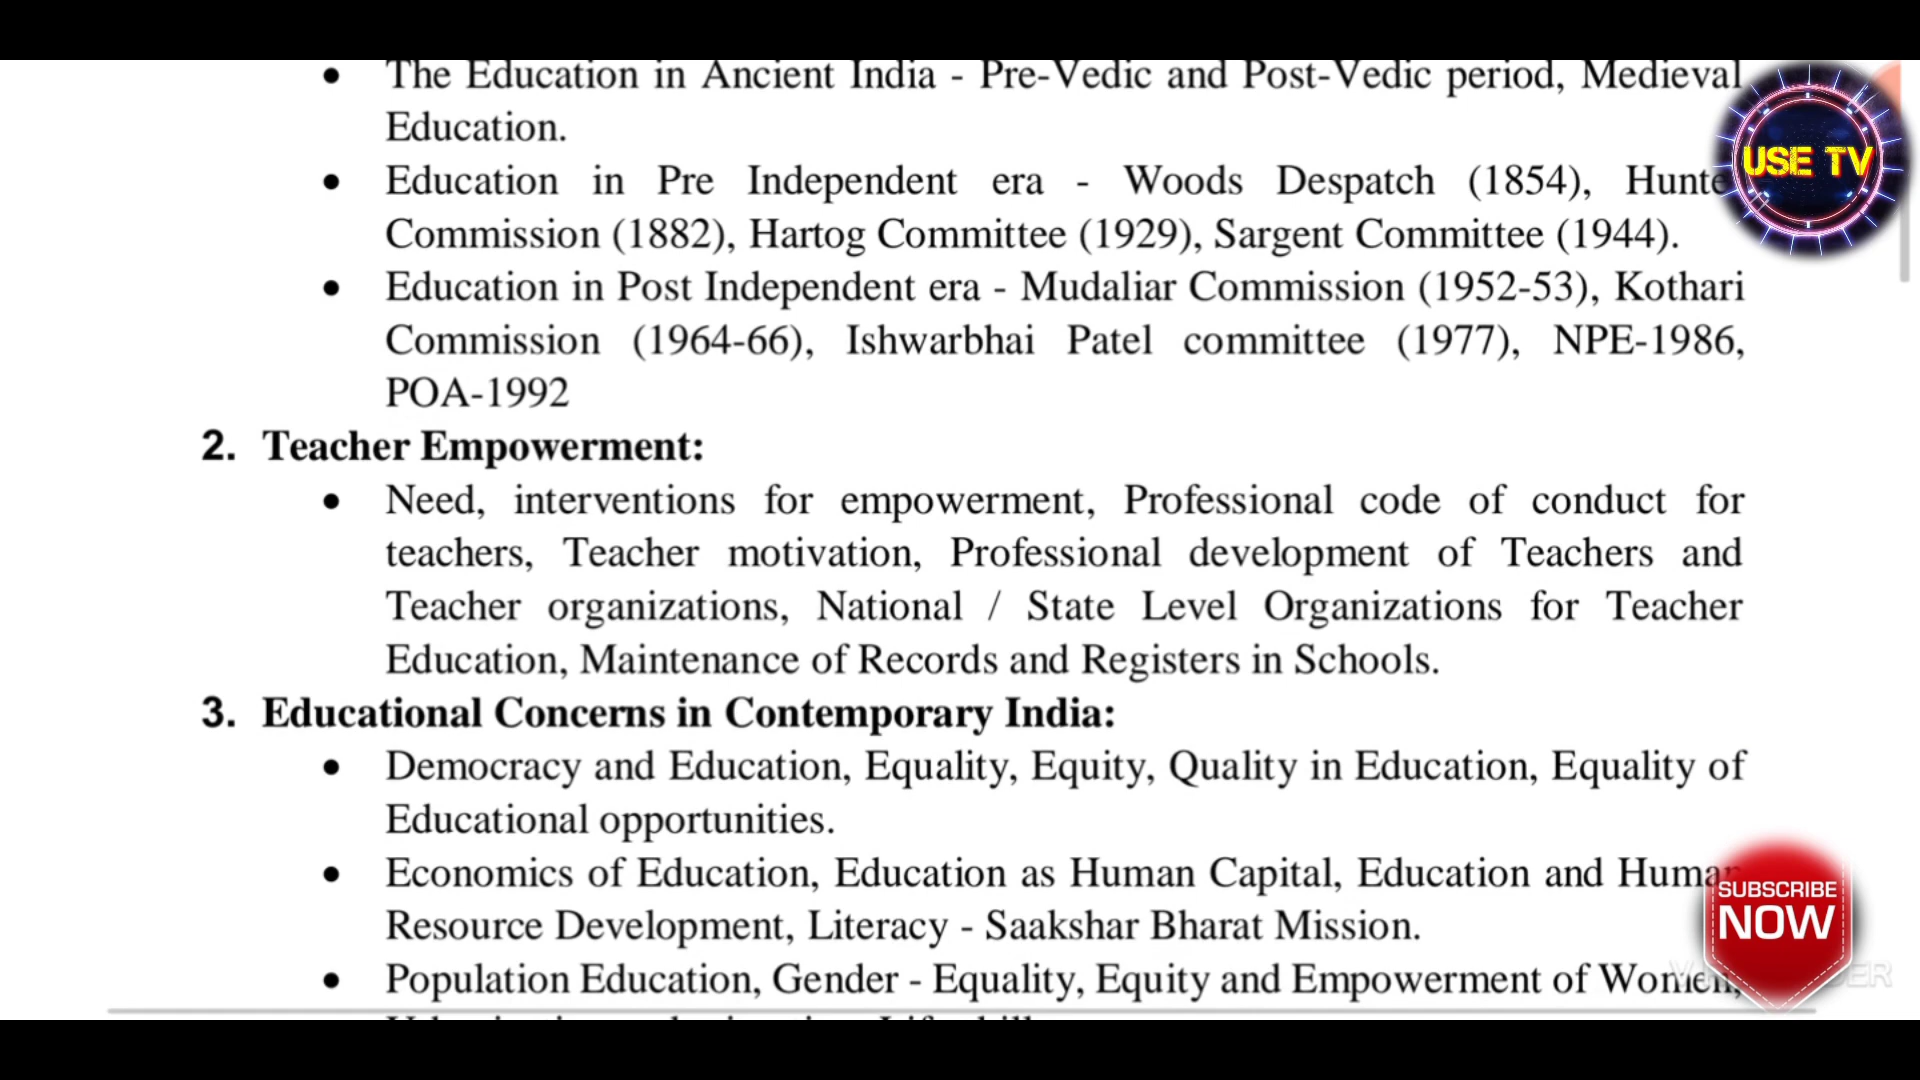 • The Education in Ancient India - Pre-Vedic and Post-Vedic period, Medieval
Education.
• Education in Pre Independent era - Woods Despatch (1854), Hunte
Commission (1882), Hartog Committee (1929), Sargent Committee (1944).
• Education in Post Independent era - Mudaliar Commission (1952-53), Kothari
Commission (1964-66), Ishwarbhai Patel committee (1977), NPE-1986,
POA-1992
2. Teacher Empowerment:
• Need, interventions for empowerment, Professional code of conduct for
teachers, Teacher motivation, Professional development of Teachers and
Teacher organizations, National / State Level Organizations for Teacher
Education, Maintenance of Records and Registers in Schools.
3. Educational Concerns in Contemporary India:
• Democracy and Education, Equality, Equity, Quality in Education, Equality of
Educational opportunities.
• Economics of Education, Education as Human Capital, Education and Human
Resource Development, Literacy - Saakshar Bharat Mission.
• Population Education, Gender - Equality, Equity and Empowerment of Women,
USE TV
SUBSCRIBE
NOW